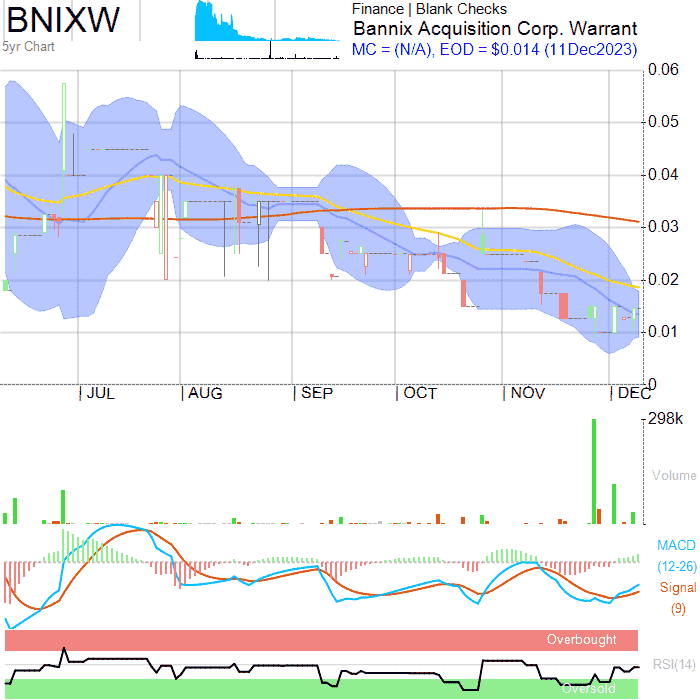 BNIXW
5yr Chart
Finance | Blank Checks
Bannix Acquisition Corp. Warrant
MC = (N/A), EOD = $0.014 (11Dec2023)
0.06
0.05
0.04
0.03
0.02
0.01
0
JUL
AUG
SEP
OCT
NOV
DEC
298k
Volume
MACD
(12-26)
Signal
(9)
Overbought
RSI(14)
Oversold